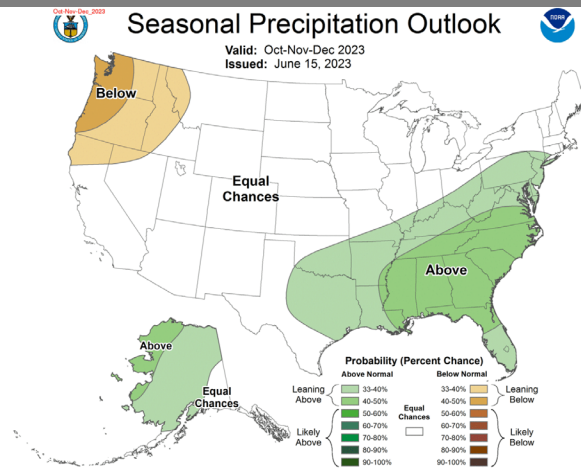 Oct-Nov-Dec_2023
Seasonal Precipitation Outlook
NOAA
Valid: Oct-Nov-Dec 2023
Issued: June 15, 2023
Below
Equal
Chances
Above
Above
Equal
Chances
Probability (Percent Chance)
Above Normal
Below Normal
Leaning
Above
33-40%
40-50%
Likely
Above
50-60%
60-70%
70-80%
80-90%
90-100%
Equal
Chances
33-40%
40-50%
Leaning
Below
50-60%
60-70%
70-80%
80-90%
90-100%
Likely
Below